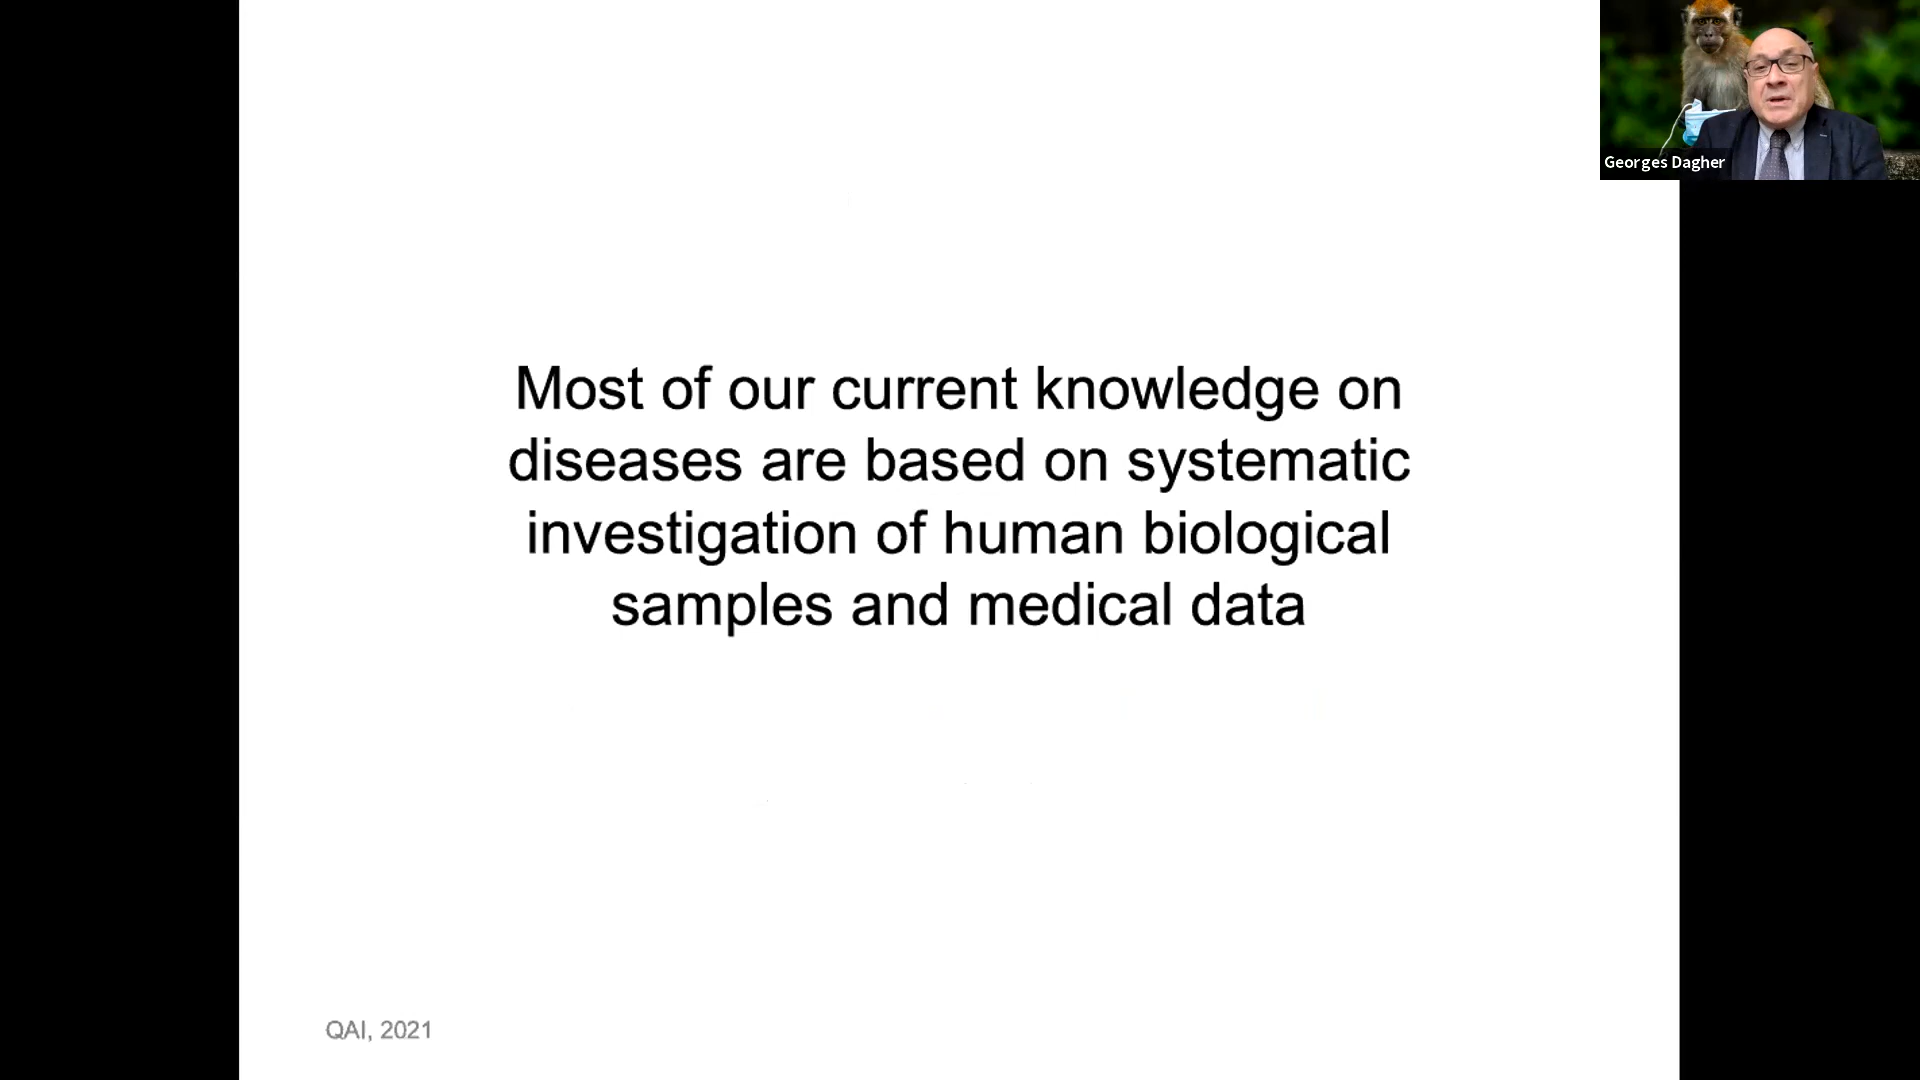 Georges Dagher
Most of our current knowledge on
diseases are based on systematic
investigation of human biological
samples and medical data
QAI, 2021